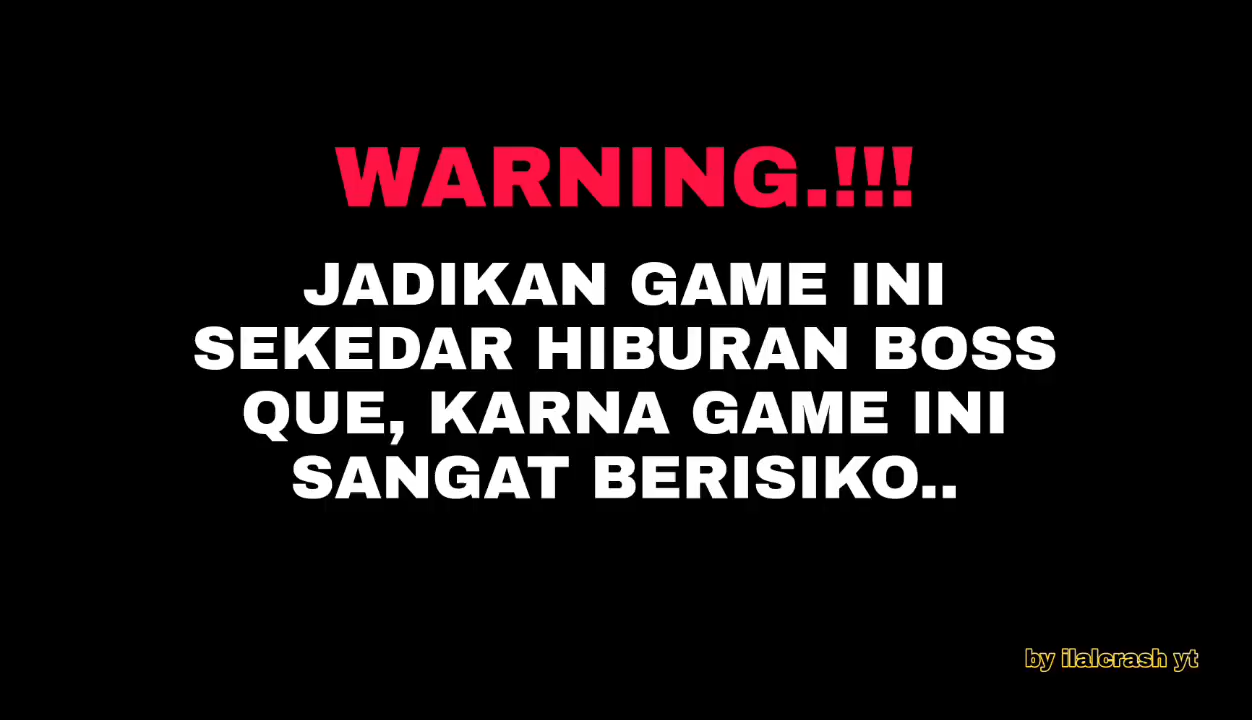 WARNING.!!!
JADIKAN GAME INI
SEKEDAR HIBURAN BOSS
QUE, KARNA GAME INI
SANGAT BERISIKO..
by ilalcrash yt